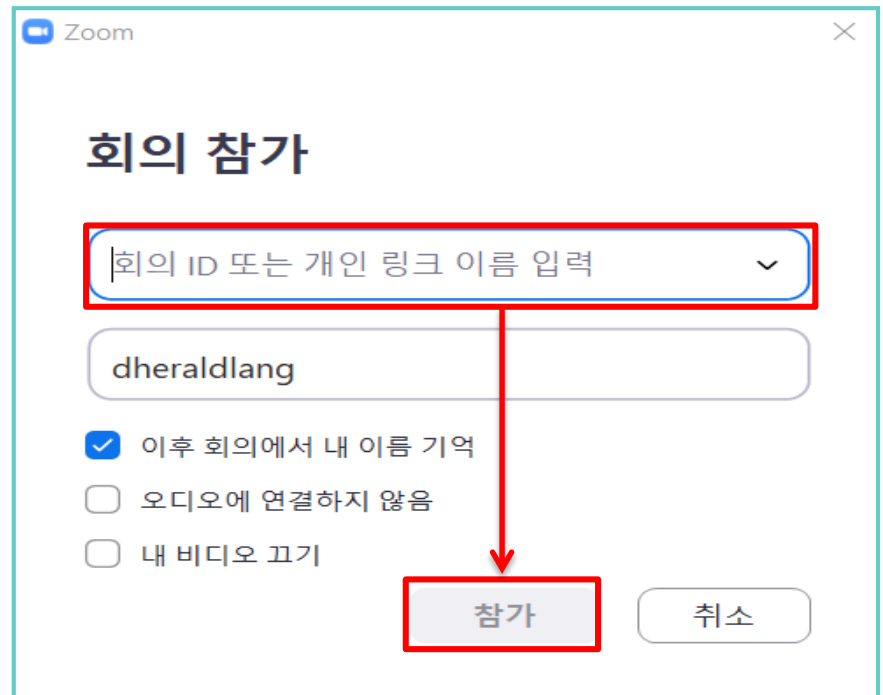 Zoom
회의 참가
회의 ID 또는 개인 링크 이름 입력
dheraldlang
이후 회의에서 내 이름 기억
오디오에 연결하지 않음
내 비디오 끄기
참가 취소